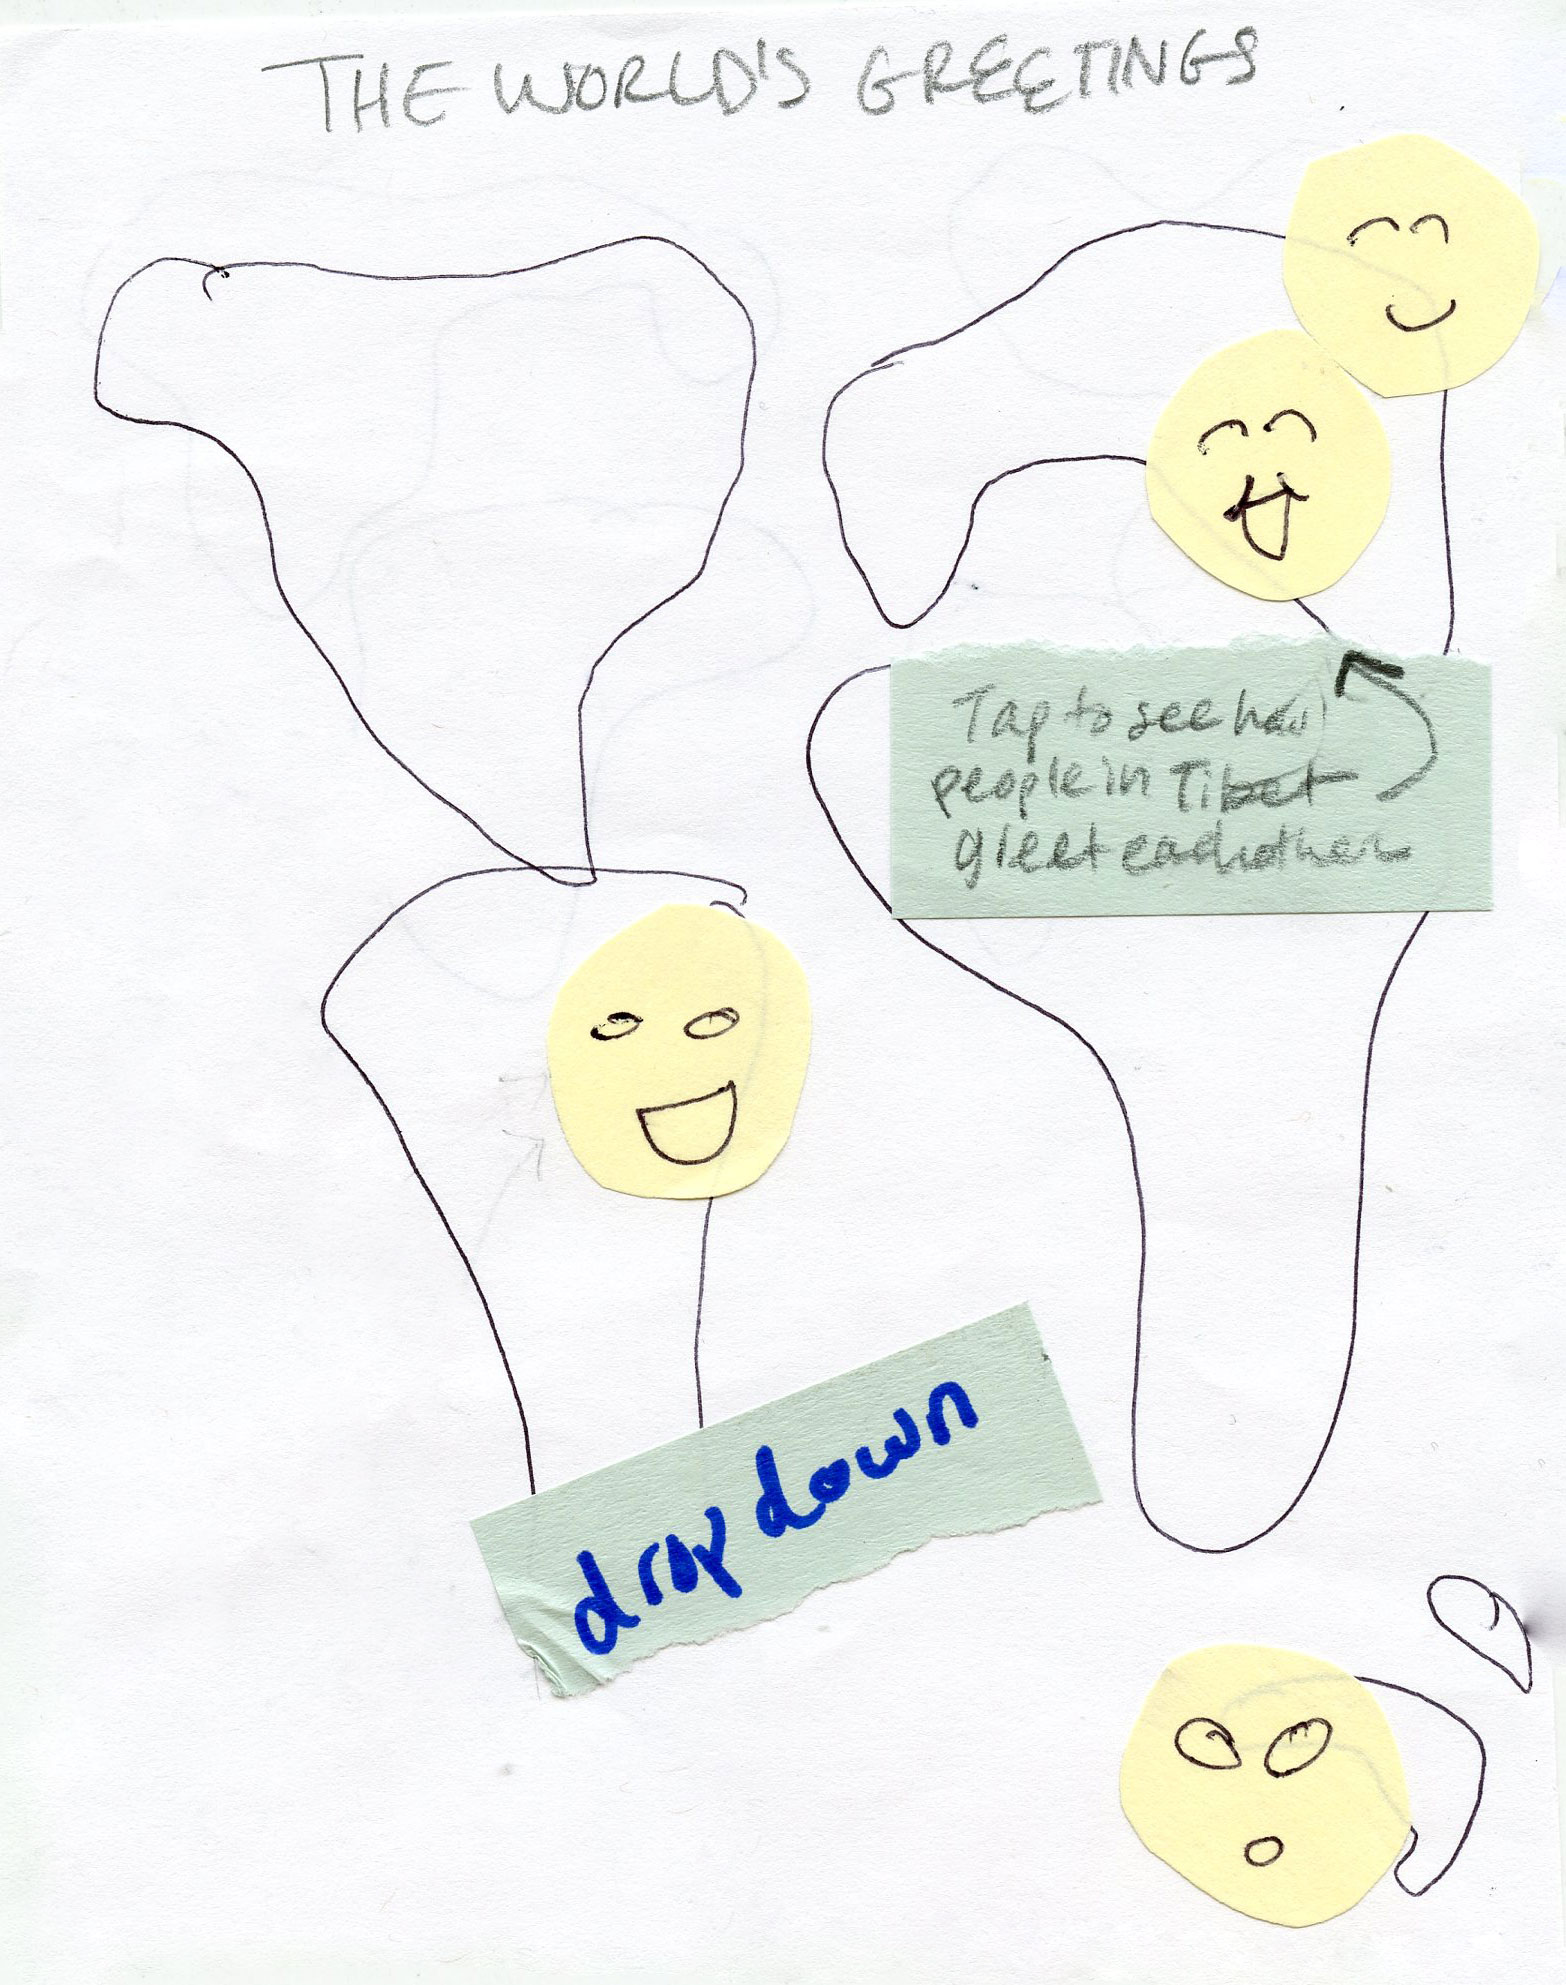 THE WORLD'S GREETINGS
Tap to see how
people in Tibet
greet each other
drop down